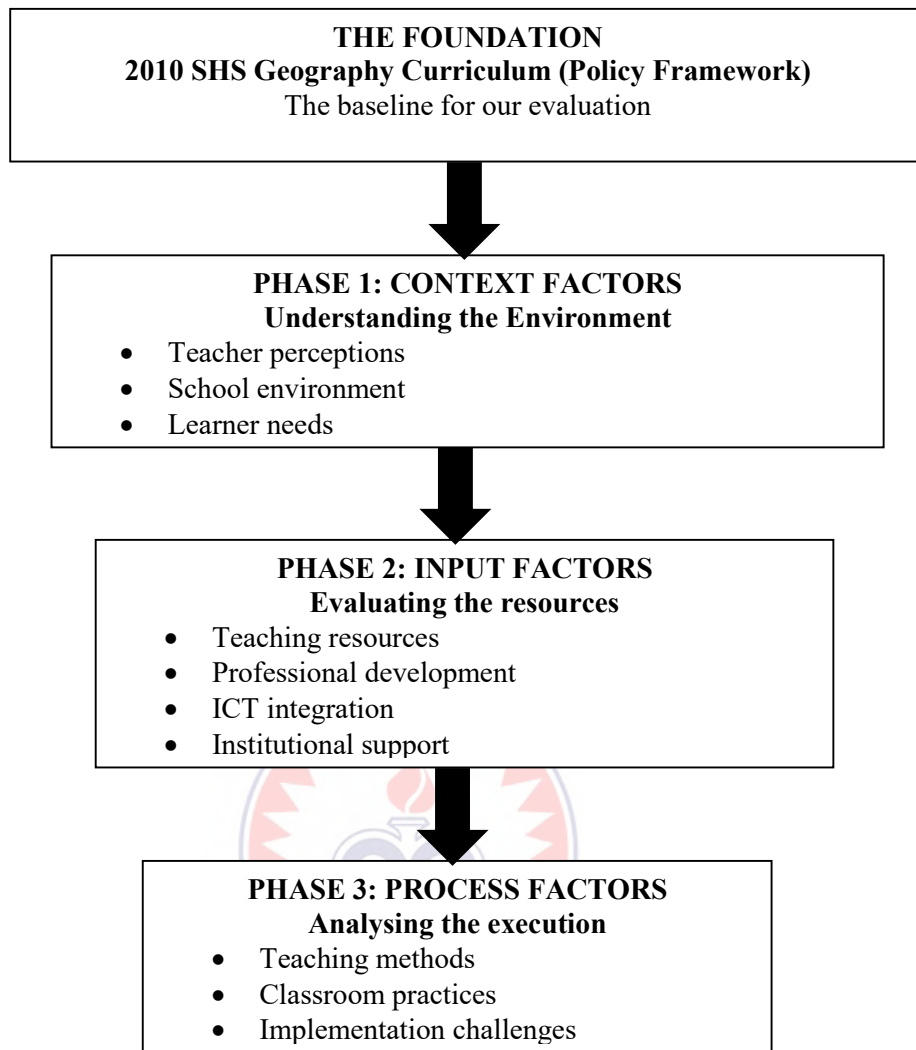 THE FOUNDATION
2010 SHS Geography Curriculum (Policy Framework)
The baseline for our evaluation
PHASE 1: CONTEXT FACTORS
Understanding the Environment
• Teacher perceptions
• School environment
• Learner needs
PHASE 2: INPUT FACTORS
Evaluating the resources
• Teaching resources
• Professional development
• ICT integration
• Institutional support
PHASE 3: PROCESS FACTORS
Analysing the execution
• Teaching methods
• Classroom practices
• Implementation challenges